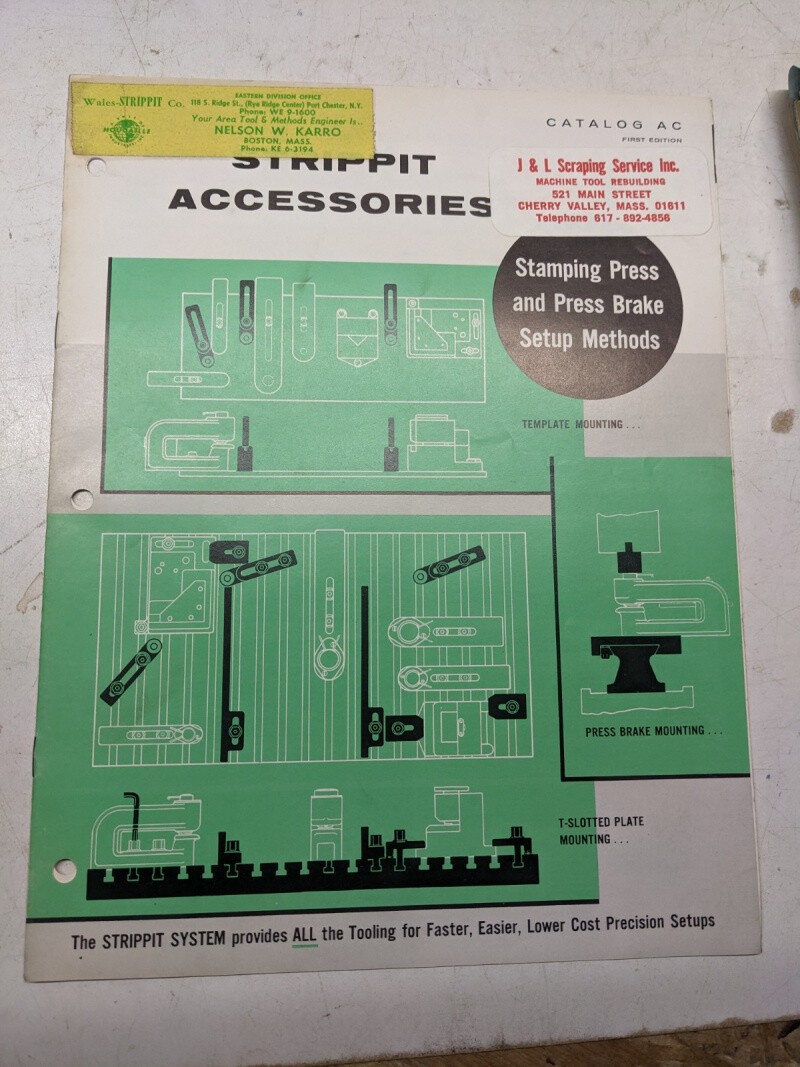 Wales-STRIPPIT Co.
EASTERN DIVISION OFFICE
118 S. Ridge St., (Rye Ridge Center) Port Chester, N.Y.
Phone: WE 9-1600
Your Area Tool & Methods Engineer Is..
NELSON W. KARRO
BOSTON, MASS.
Phone: KE 6-3194
HOUDAILLE
CATALOG AC
FIRST EDITION
STRIPPIT
ACCESSORIES
J & L Scraping Service Inc.
MACHINE TOOL REBUILDING
521 MAIN STREET
CHERRY VALLEY, MASS. 01611
Telephone 617 - 892-4856
Stamping Press
and Press Brake
Setup Methods
TEMPLATE MOUNTING . . .
PRESS BRAKE MOUNTING . . .
T-SLOTTED PLATE
MOUNTING . . .
The STRIPPIT SYSTEM provides ALL the Tooling for Faster, Easier, Lower Cost Precision Setups